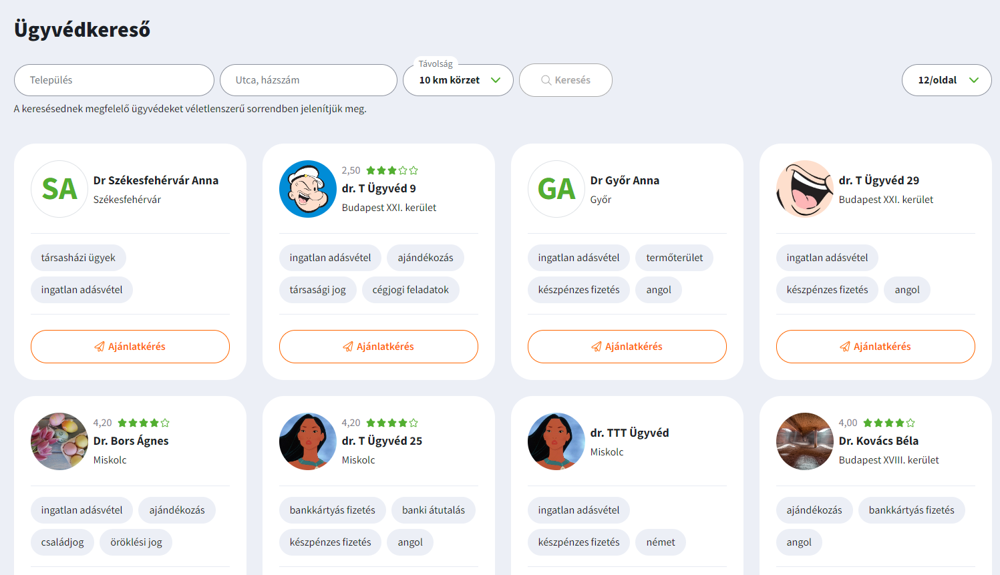 Ügyvédkereső
Távolság
Település
Utca, házszám
10 km körzet
Keresés
12/oldal
A keresésednek megfelelő ügyvédeket véletlenszerű sorrendben jelenítjük meg.
SA
Dr Székesfehérvár Anna
Székesfehérvár
társasházi ügyek
ingatlan adásvétel
Ajánlatkérés
2,50
dr. T Ügyvéd 9
Budapest XXI. kerület
ingatlan adásvétel ajándékozás
társasági jog cégjogi feladatok
Ajánlatkérés
GA
Dr Győr Anna
Győr
ingatlan adásvétel termőterület
készpénzes fizetés angol
Ajánlatkérés
dr. T Ügyvéd 29
Budapest XXI. kerület
ingatlan adásvétel
készpénzes fizetés angol
Ajánlatkérés
4,20
Dr. Bors Ágnes
Miskolc
ingatlan adásvétel ajándékozás
családjog öröklési jog
4,20
dr. T Ügyvéd 25
Miskolc
bankkártyás fizetés banki átutalás
készpénzes fizetés angol
dr. TTT Ügyvéd
Miskolc
ingatlan adásvétel
készpénzes fizetés német
4,00
Dr. Kovács Béla
Budapest XVIII. kerület
ajándékozás bankkártyás fizetés
angol